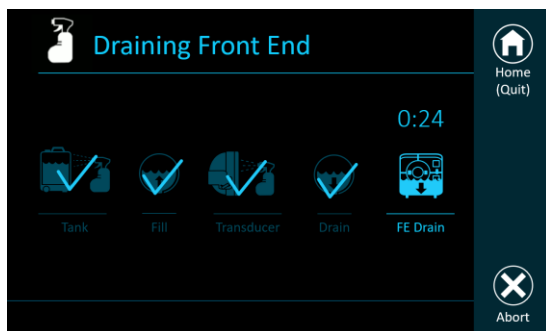 Draining Front End
Home
(Quit)
0:24
Tank
Fill
Transducer
Drain
FE Drain
Abort